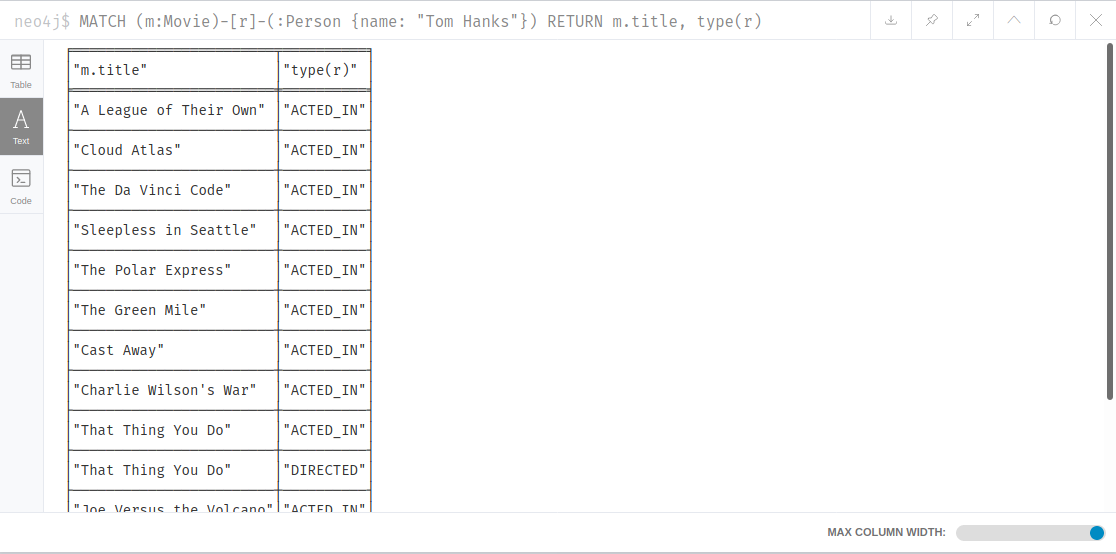 neo4j$ MATCH (m:Movie)-[r]-(:Person {name: "Tom Hanks"}) RETURN m.title, type(r)
Table
Text
Code
"m.title" "type(r)"
"A League of Their Own" "ACTED_IN"
"Cloud Atlas" "ACTED_IN"
"The Da Vinci Code" "ACTED_IN"
"Sleepless in Seattle" "ACTED_IN"
"The Polar Express" "ACTED_IN"
"The Green Mile" "ACTED_IN"
"Cast Away" "ACTED_IN"
"Charlie Wilson's War" "ACTED_IN"
"That Thing You Do" "ACTED_IN"
"That Thing You Do" "DIRECTED"
"Joe Versus the Volcano" "ACTED_IN"
MAX COLUMN WIDTH: